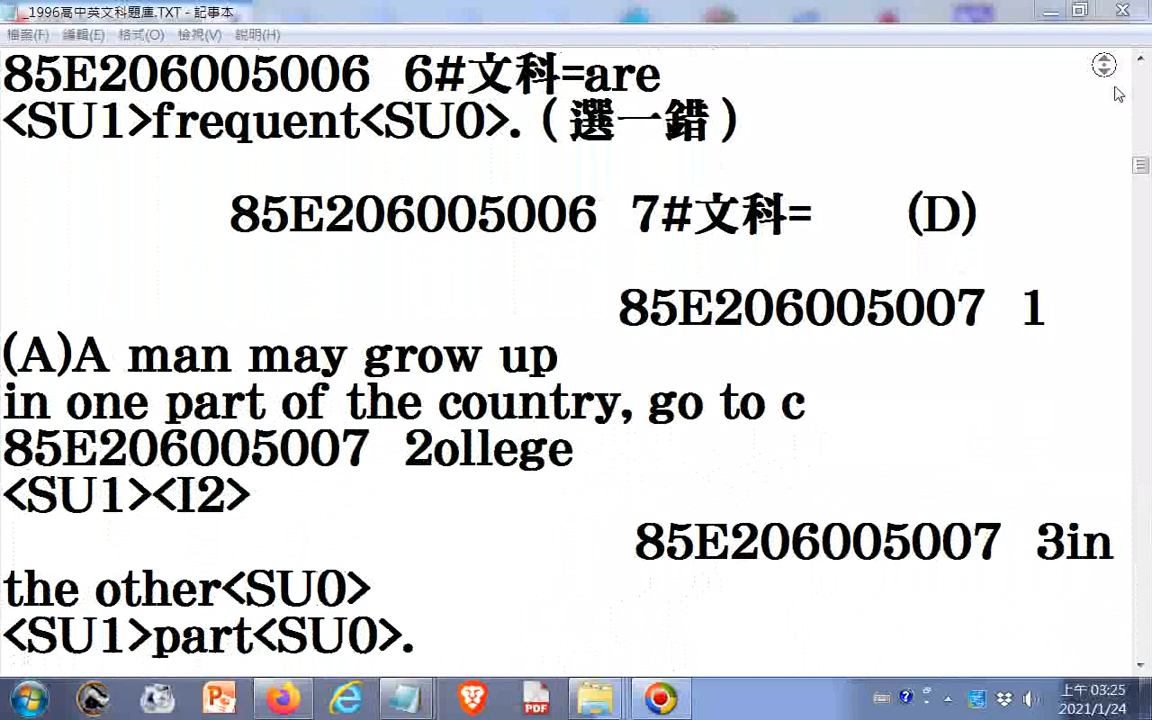 _1996高中英文科題庫.TXT - 記事本
檔案(F) 編輯(E) 格式(O) 檢視(V) 說明(H)
85E206005006 6#文科=are
<SU1>frequent<SU0>. (選一錯)
85E206005006 7#文科= (D)
85E206005007 1
(A)A man may grow up
in one part of the country, go to c
85E206005007 2ollege
<SU1><I2>
85E206005007 3in
the other<SU0>
<SU1>part<SU0>.
PDF
上午 03:25
2021/1/24